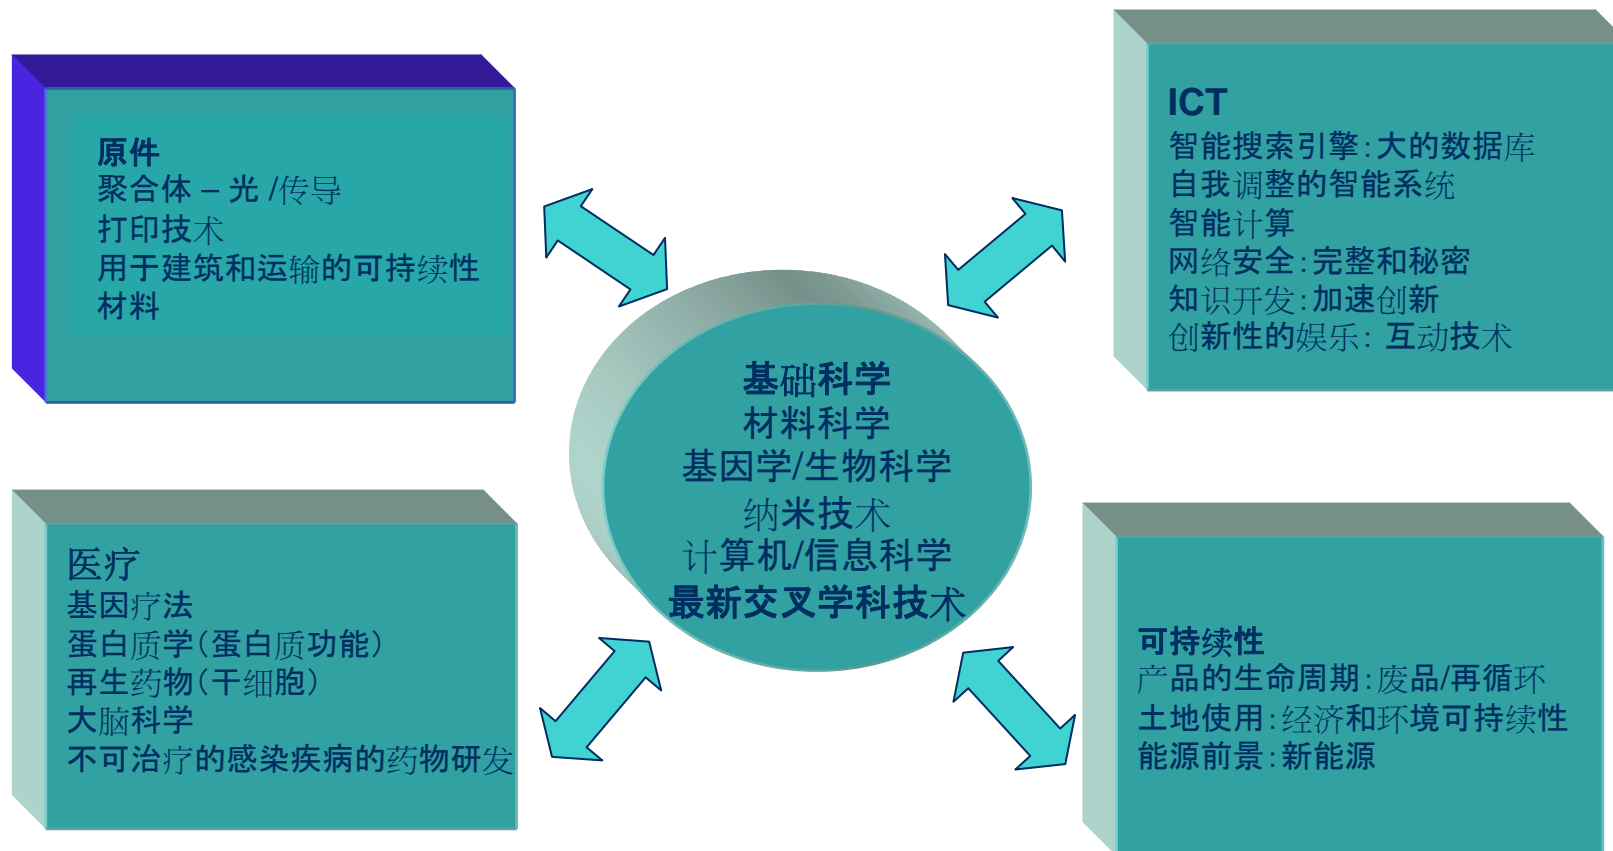 原件
聚合体 – 光 /传导
打印技术
用于建筑和运输的可持续性
材料
ICT
智能搜索引擎:大的数据库
自我调整的智能系统
智能计算
网络安全:完整和秘密
知识开发:加速创新
创新性的娱乐: 互动技术
基础科学
材料科学
基因学/生物科学
纳米技术
计算机/信息科学
最新交叉学科技术
医疗
基因疗法
蛋白质学(蛋白质功能)
再生药物(干细胞)
大脑科学
不可治疗的感染疾病的药物研发
可持续性
产品的生命周期:废品/再循环
土地使用:经济和环境可持续性
能源前景:新能源